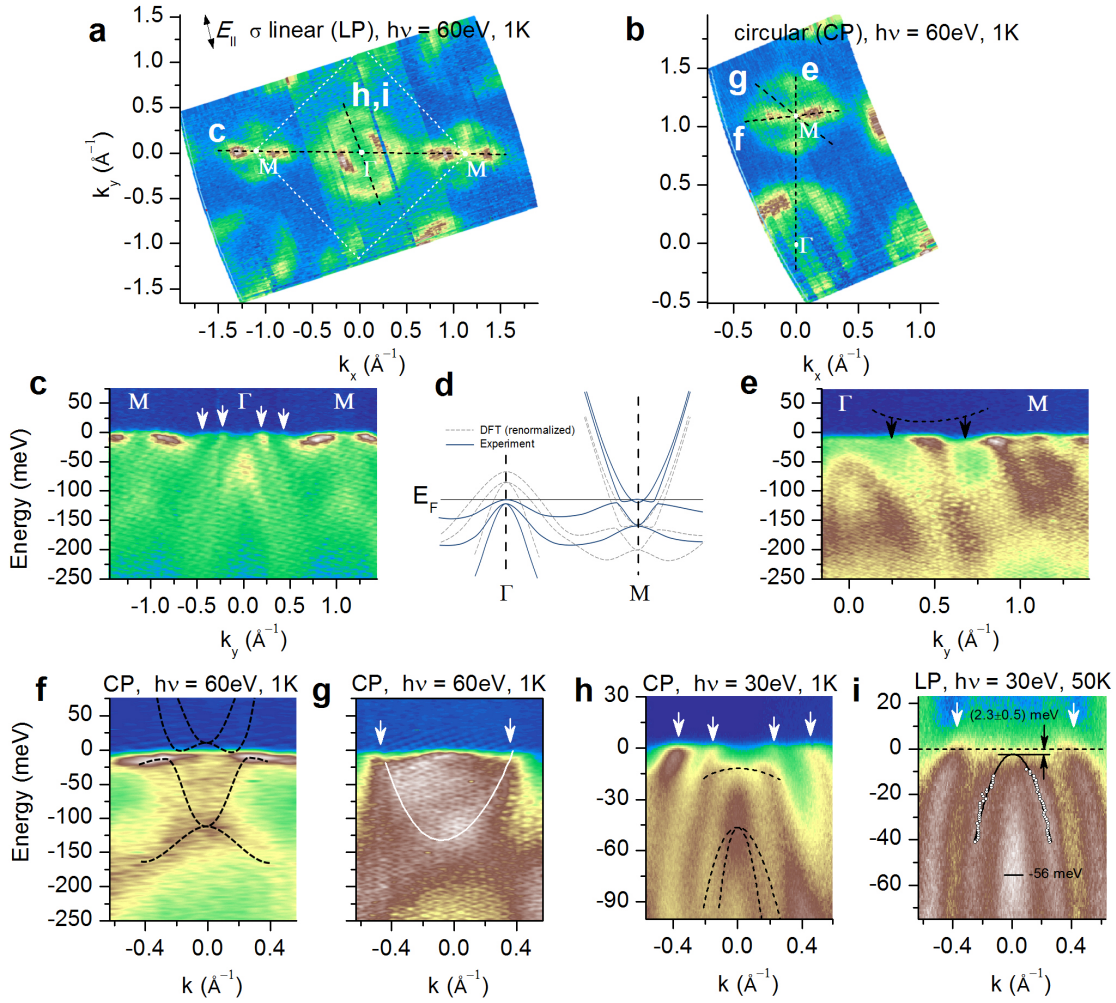 a E_II σ linear (LP), hν = 60eV, 1K
1.5
1.0
0.5
0.0
-0.5
-1.0
-1.5
k_y (Å⁻¹)
c
h,i
M
Γ
M
-1.5 -1.0 -0.5 0.0 0.5 1.0 1.5
k_x (Å⁻¹)
b circular (CP), hν = 60eV, 1K
1.5
1.0
0.5
0.0
-0.5
g
e
f
M
Γ
-0.5 0.0 0.5 1.0
k_x (Å⁻¹)
c
M Γ M
50
0
-50
-100
-150
-200
-250
Energy (meV)
-1.0 -0.5 0.0 0.5 1.0
k_y (Å⁻¹)
d
DFT (renormalized)
Experiment
E_F
Γ M
e
Γ M
50
0
-50
-100
-150
-200
-250
0.0 0.5 1.0
k_y (Å⁻¹)
f CP, hν = 60eV, 1K
50
0
-50
-100
-150
-200
-250
Energy (meV)
-0.4 0.0 0.4
k (Å⁻¹)
g CP, hν = 60eV, 1K
-0.4 0.0 0.4
k (Å⁻¹)
h CP, hν = 30eV, 1K
30
0
-30
-60
-90
-0.4 0.0 0.4
k (Å⁻¹)
i LP, hν = 30eV, 50K
(2.3±0.5) meV
20
0
-20
-40
-60
-56 meV
-0.4 0.0 0.4
k (Å⁻¹)